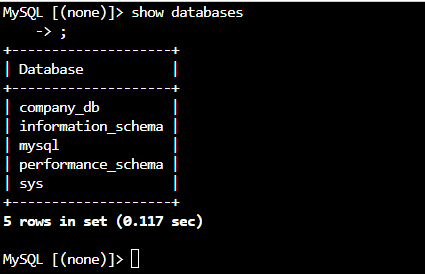 MySQL [(none)]> show databases
    -> ;
+--------------------+
| Database           |
+--------------------+
| company_db         |
| information_schema |
| mysql              |
| performance_schema |
| sys                |
+--------------------+
5 rows in set (0.117 sec)
MySQL [(none)]>